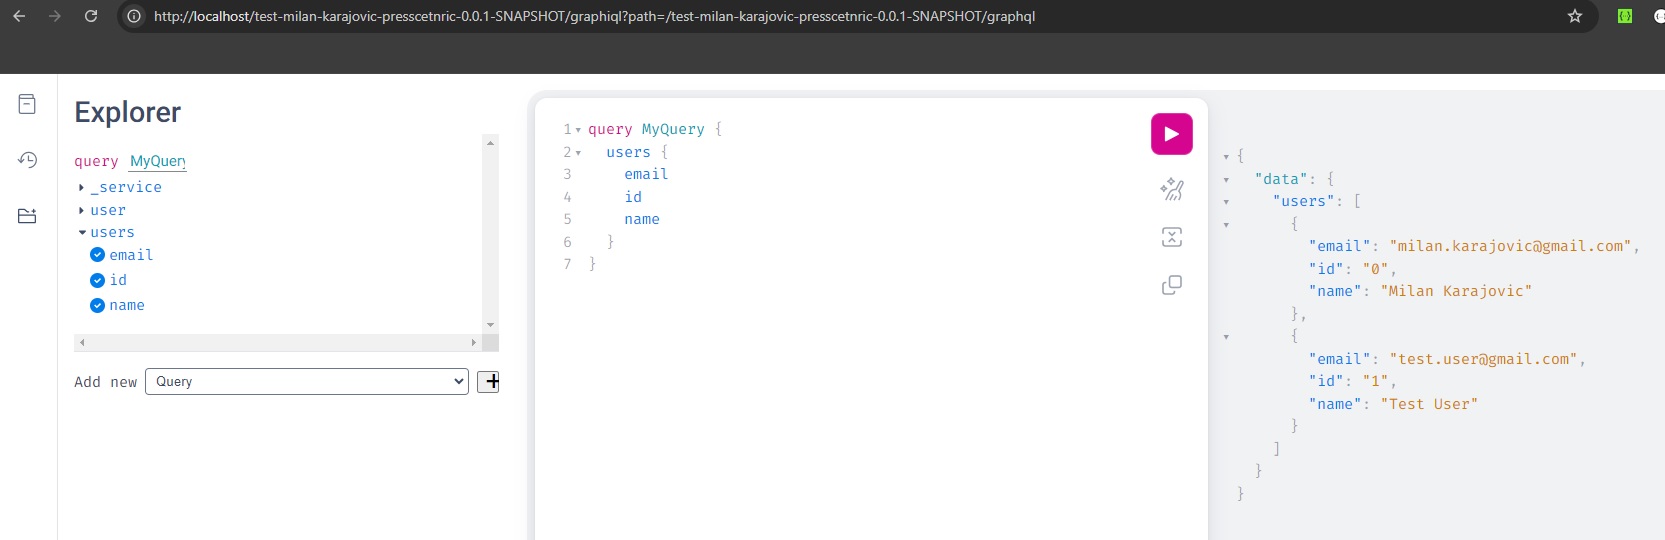 http://localhost/test-milan-karajovic-presscetnric-0.0.1-SNAPSHOT/graphiql?path=/test-milan-karajovic-presscetnric-0.0.1-SNAPSHOT/graphql
Explorer
query MyQuery
_service
user
users
email
id
name
Add new Query +
1 query MyQuery {
2 users {
3 email
4 id
5 name
6 }
7 }
{
"data": {
"users": [
{
"email": "milan.karajovic@gmail.com",
"id": "0",
"name": "Milan Karajovic"
},
{
"email": "test.user@gmail.com",
"id": "1",
"name": "Test User"
}
]
}
}